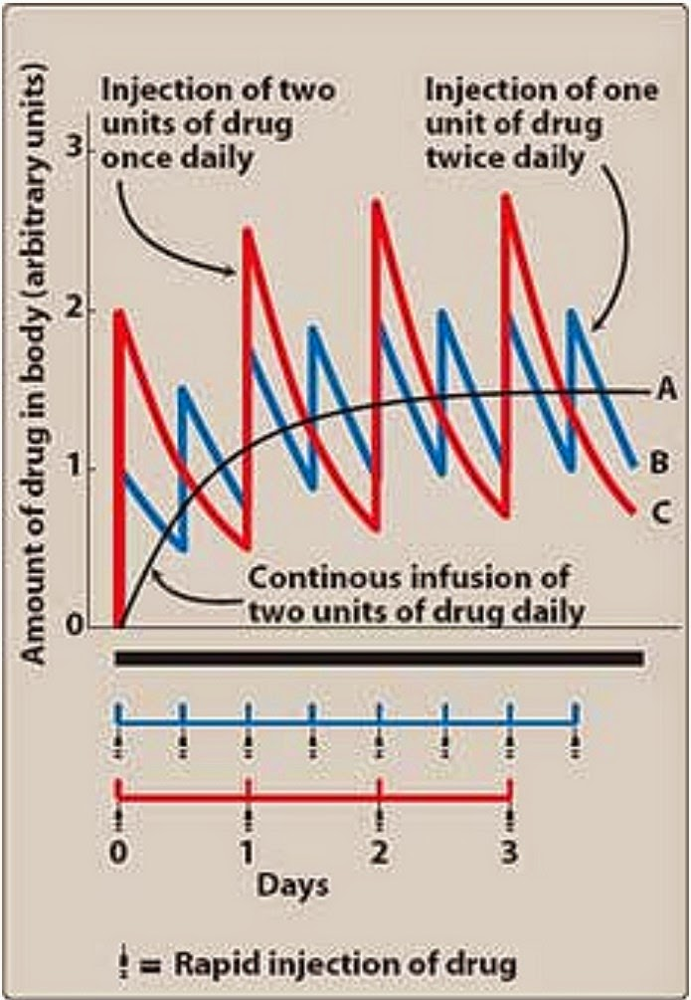 Amount of drug in body (arbitrary units)
Injection of two
units of drug
once daily
Injection of one
unit of drug
twice daily
3
2
1
0
A
B
C
Continous infusion of
two units of drug daily
0 1 2 3
Days
= Rapid injection of drug